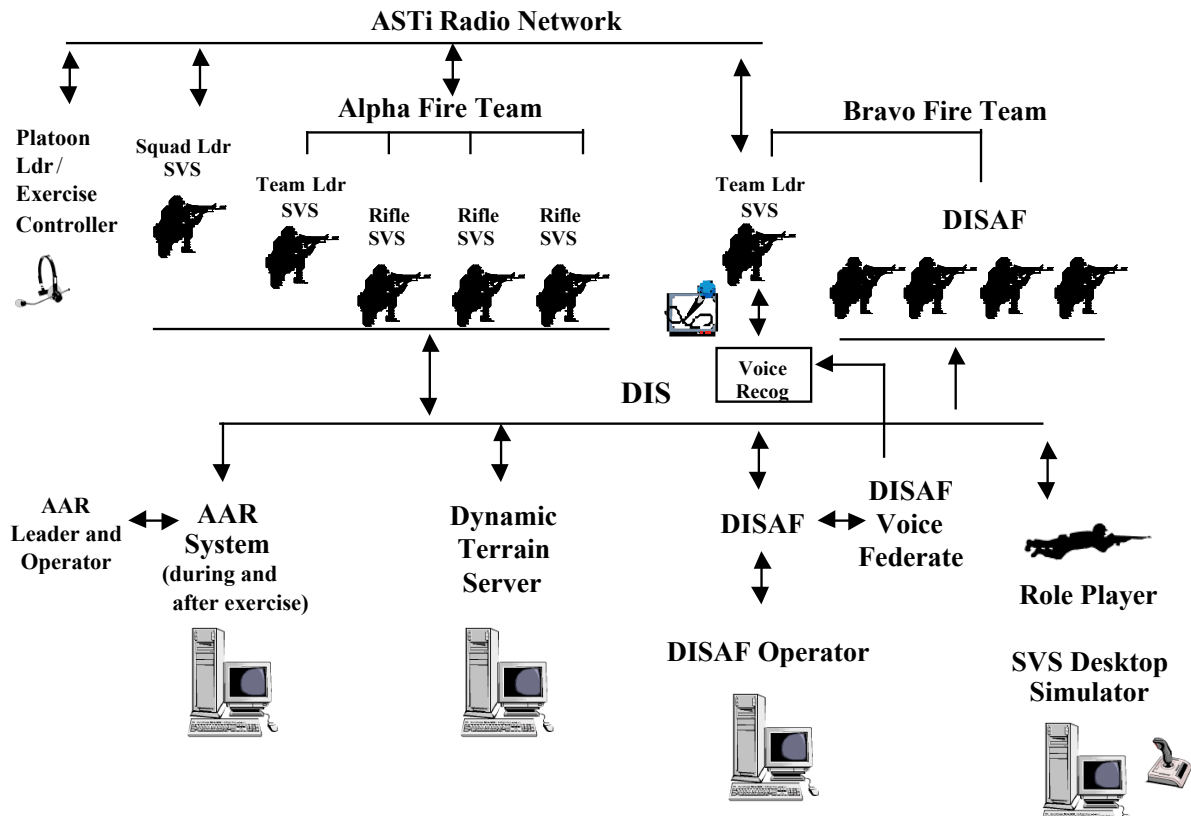 ASTi Radio Network
Platoon
Ldr/
Exercise
Controller
Squad Ldr
SVS
Alpha Fire Team
Team Ldr
SVS
Rifle
SVS
Rifle
SVS
Rifle
SVS
Bravo Fire Team
Team Ldr
SVS
DISAF
Voice
Recog
DIS
AAR
Leader and
Operator
AAR
System
(during and
after exercise)
Dynamic
Terrain
Server
DISAF
DISAF
Voice
Federate
DISAF Operator
Role Player
SVS Desktop
Simulator